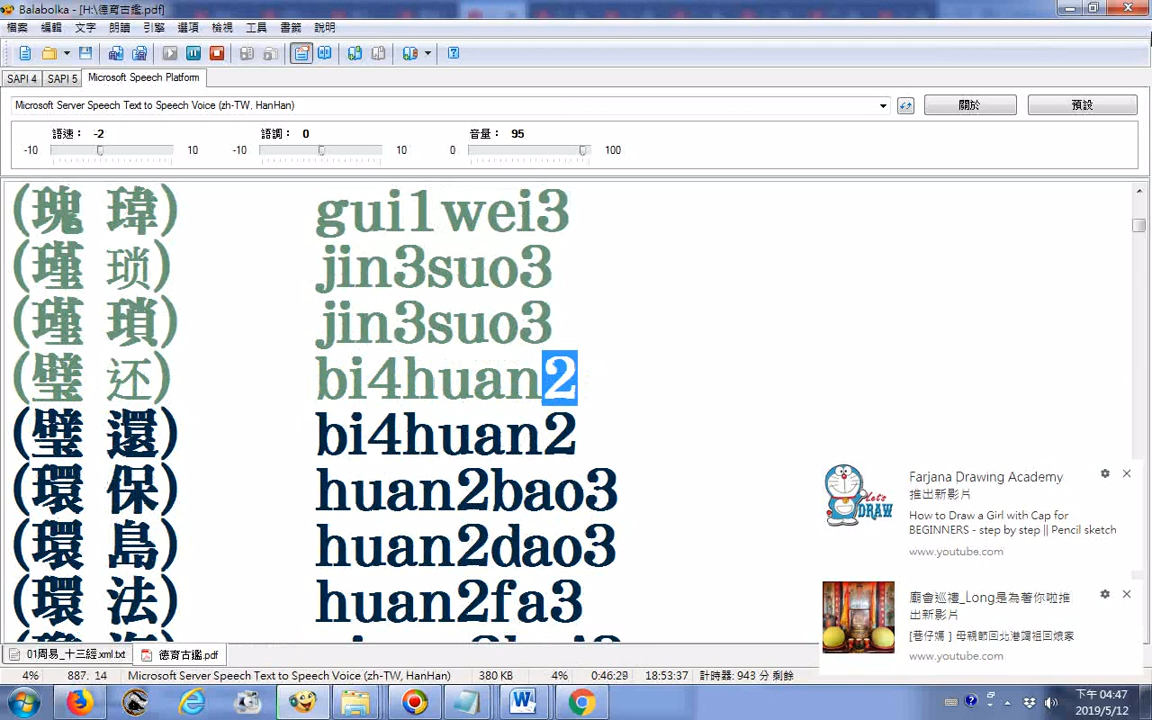 Balabolka - [H:\德育古鑑.pdf]
檔案 編輯 文字 朗讀 引擎 選項 檢視 工具 書籤 說明
SAPI 4 SAPI 5 Microsoft Speech Platform
Microsoft Server Speech Text to Speech Voice (zh-TW, HanHan) 關於 預設
語速： -2 語調： 0 音量： 95
-10 10 -10 10 0 100
(瑰 瑋) gui1wei3
(瑾 琐) jin3suo3
(瑾 瑣) jin3suo3
(璧 还) bi4huan2
(璧 還) bi4huan2
(環 保) huan2bao3
(環 島) huan2dao3
(環 法) huan2fa3
Farjana Drawing Academy
推出新影片
How to Draw a Girl with Cap for
BEGINNERS - step by step || Pencil sketch
www.youtube.com
廟會巡禮_Long是為著你啦推
出新影片
[巷仔媽] 母親節回北港謁祖回娘家
www.youtube.com
01周易_十三經.xml.txt 德育古鑑.pdf
4% 887: 14 Microsoft Server Speech Text to Speech Voice (zh-TW, HanHan) 380 KB 4% 0:46:29 18:53:37 計時器: 943 分 剩餘
下午 04:47
2019/5/12